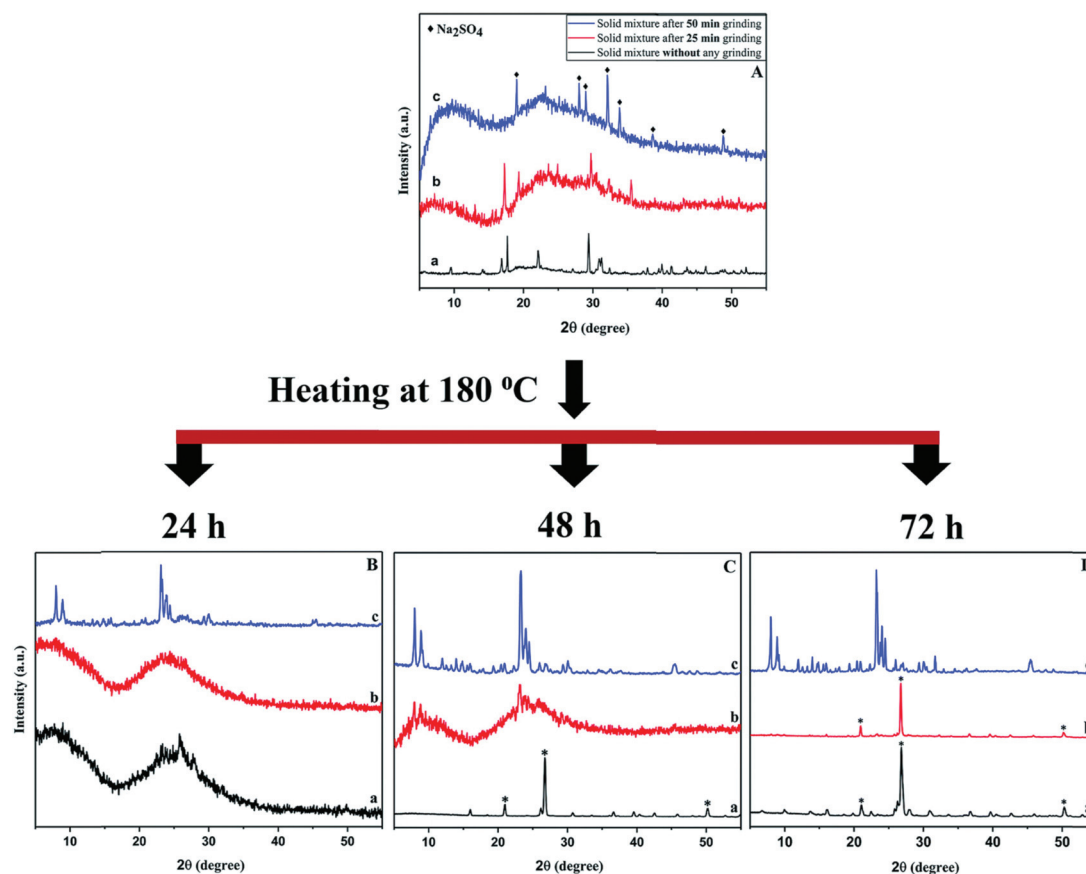 ◆ Na₂SO₄
Solid mixture after 50 min grinding
Solid mixture after 25 min grinding
Solid mixture without any grinding
A
c
b
a
Intensity (a.u.)
10 20 30 40 50
2θ (degree)
Heating at 180 ⁰C
24 h
48 h
72 h
B
c
b
a
Intensity (a.u.)
10 20 30 40 50
2θ (degree)
C
c
b
* * *
a
10 20 30 40 50
2θ (degree)
* * *
* * *
10 20 30 40 50
2θ (degree)